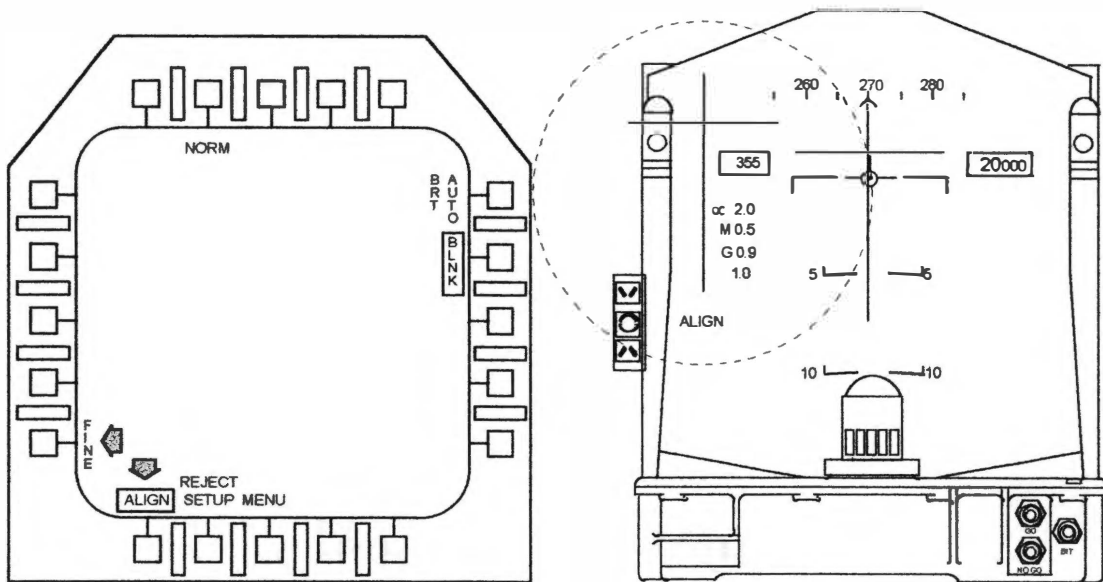 NORM
AUTO
BRT
BLNK
FINE
REJECT
ALIGN
SETUP MENU
260
270
280
355
20000
∝ 2.0
M 0.5
G 0.9
1.0
5
5
ALIGN
10
10
GO
BIT
NO GO